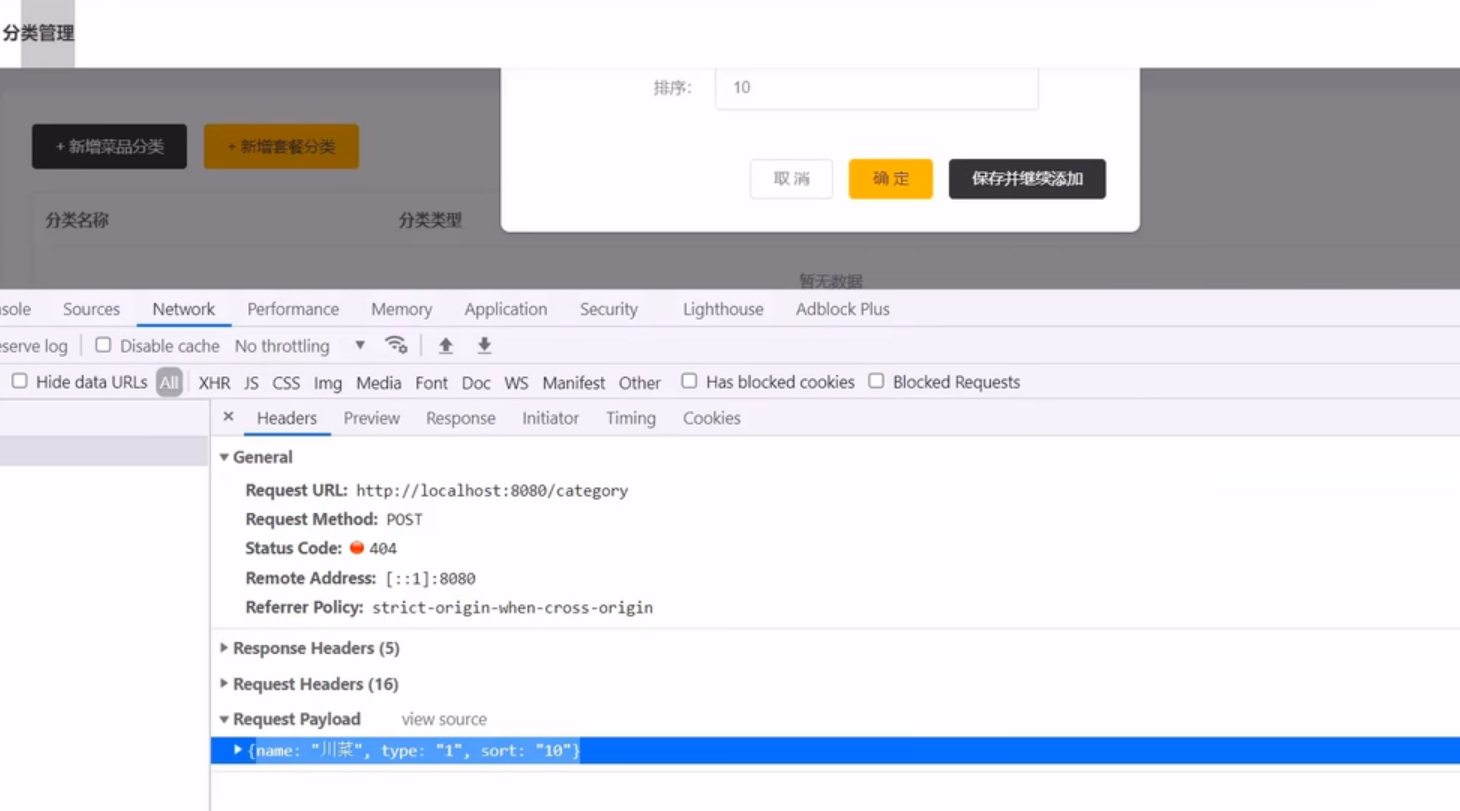 分类管理
排序: 10
+ 新增菜品分类 + 新增套餐分类
取 消 确 定 保存并继续添加
分类名称 分类类型
暂无数据
sole Sources Network Performance Memory Application Security Lighthouse Adblock Plus
eserve log Disable cache No throttling
Hide data URLs All XHR JS CSS Img Media Font Doc WS Manifest Other Has blocked cookies Blocked Requests
× Headers Preview Response Initiator Timing Cookies
General
Request URL: http://localhost:8080/category
Request Method: POST
Status Code: 404
Remote Address: [::1]:8080
Referrer Policy: strict-origin-when-cross-origin
Response Headers (5)
Request Headers (16)
Request Payload view source
{name: "川菜", type: "1", sort: "10"}